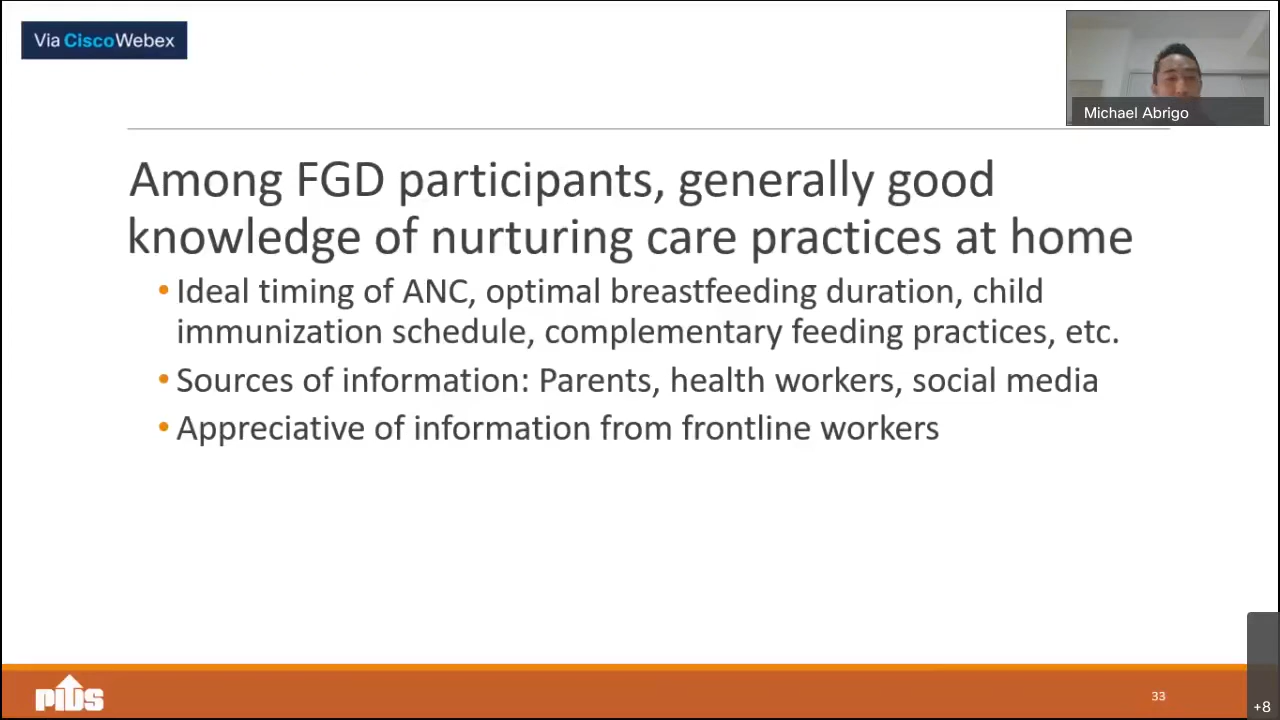 Via CiscoWebex
Michael Abrigo
Among FGD participants, generally good
knowledge of nurturing care practices at home
• Ideal timing of ANC, optimal breastfeeding duration, child
immunization schedule, complementary feeding practices, etc.
• Sources of information: Parents, health workers, social media
• Appreciative of information from frontline workers
pids
33
+8